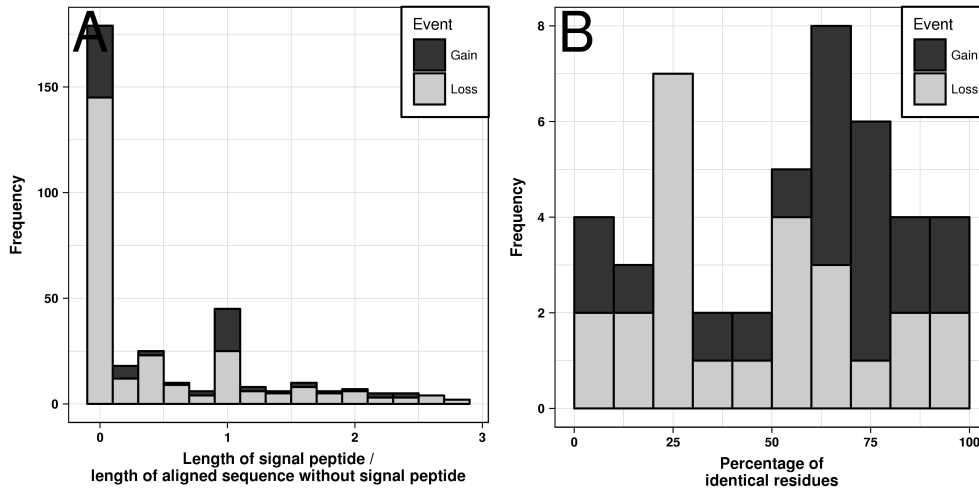 A
Event
Gain
Loss
Frequency
150
100
50
0
0 1 2 3
Length of signal peptide /
length of aligned sequence without signal peptide
B
Event
Gain
Loss
Frequency
8
6
4
2
0
0 25 50 75 100
Percentage of
identical residues